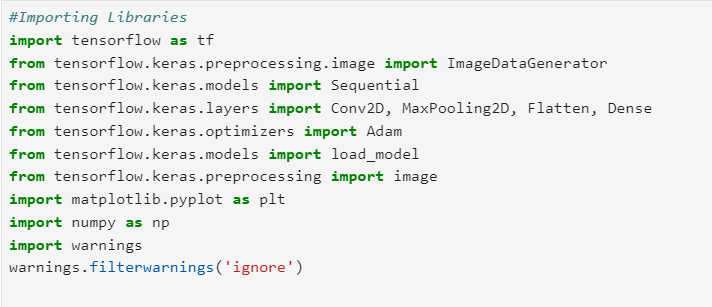 #Importing Libraries
import tensorflow as tf
from tensorflow.keras.preprocessing.image import ImageDataGenerator
from tensorflow.keras.models import Sequential
from tensorflow.keras.layers import Conv2D, MaxPooling2D, Flatten, Dense
from tensorflow.keras.optimizers import Adam
from tensorflow.keras.models import load_model
from tensorflow.keras.preprocessing import image
import matplotlib.pyplot as plt
import numpy as np
import warnings
warnings.filterwarnings('ignore')